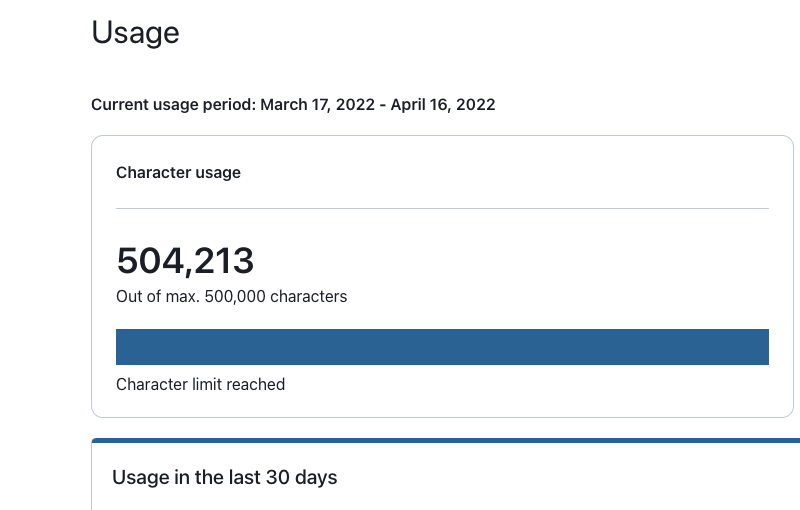 Usage
Current usage period: March 17, 2022 - April 16, 2022
Character usage
504,213
Out of max. 500,000 characters
Character limit reached
Usage in the last 30 days